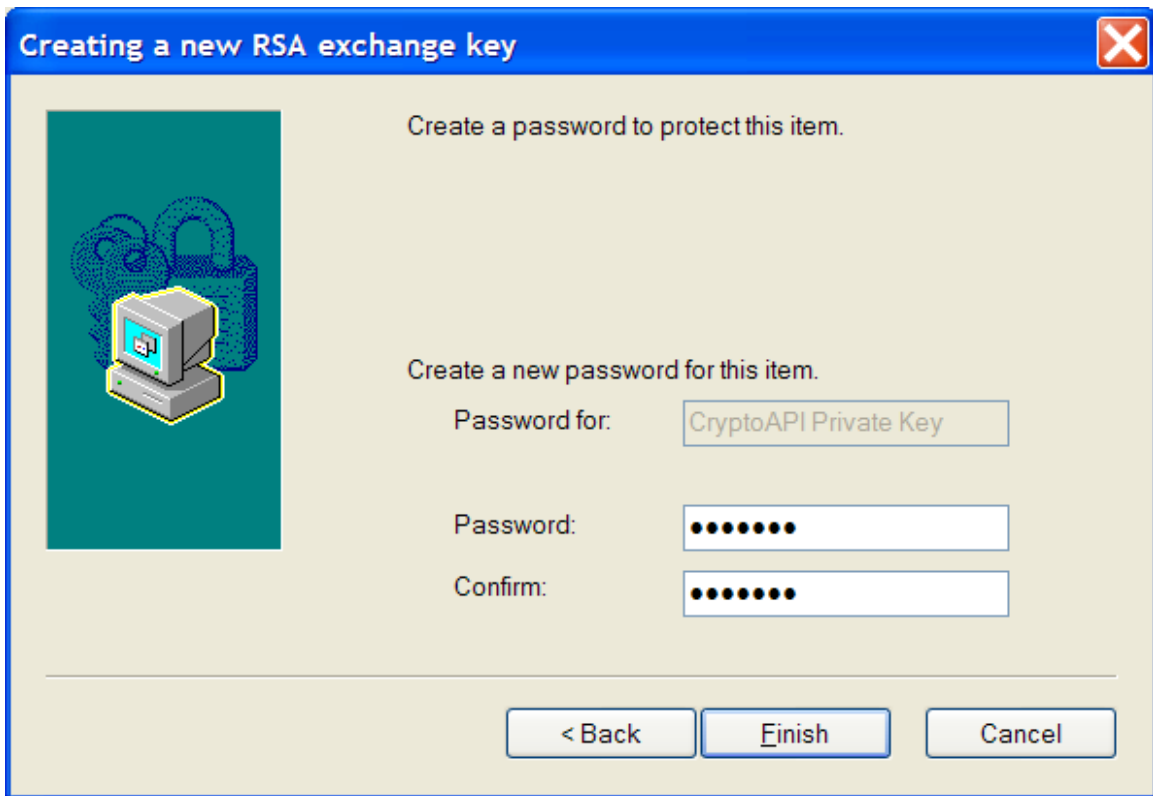 Creating a new RSA exchange key
Create a password to protect this item.
Create a new password for this item.
Password for: CryptoAPI Private Key
Password: ●●●●●●●
Confirm: ●●●●●●●
< Back Finish Cancel